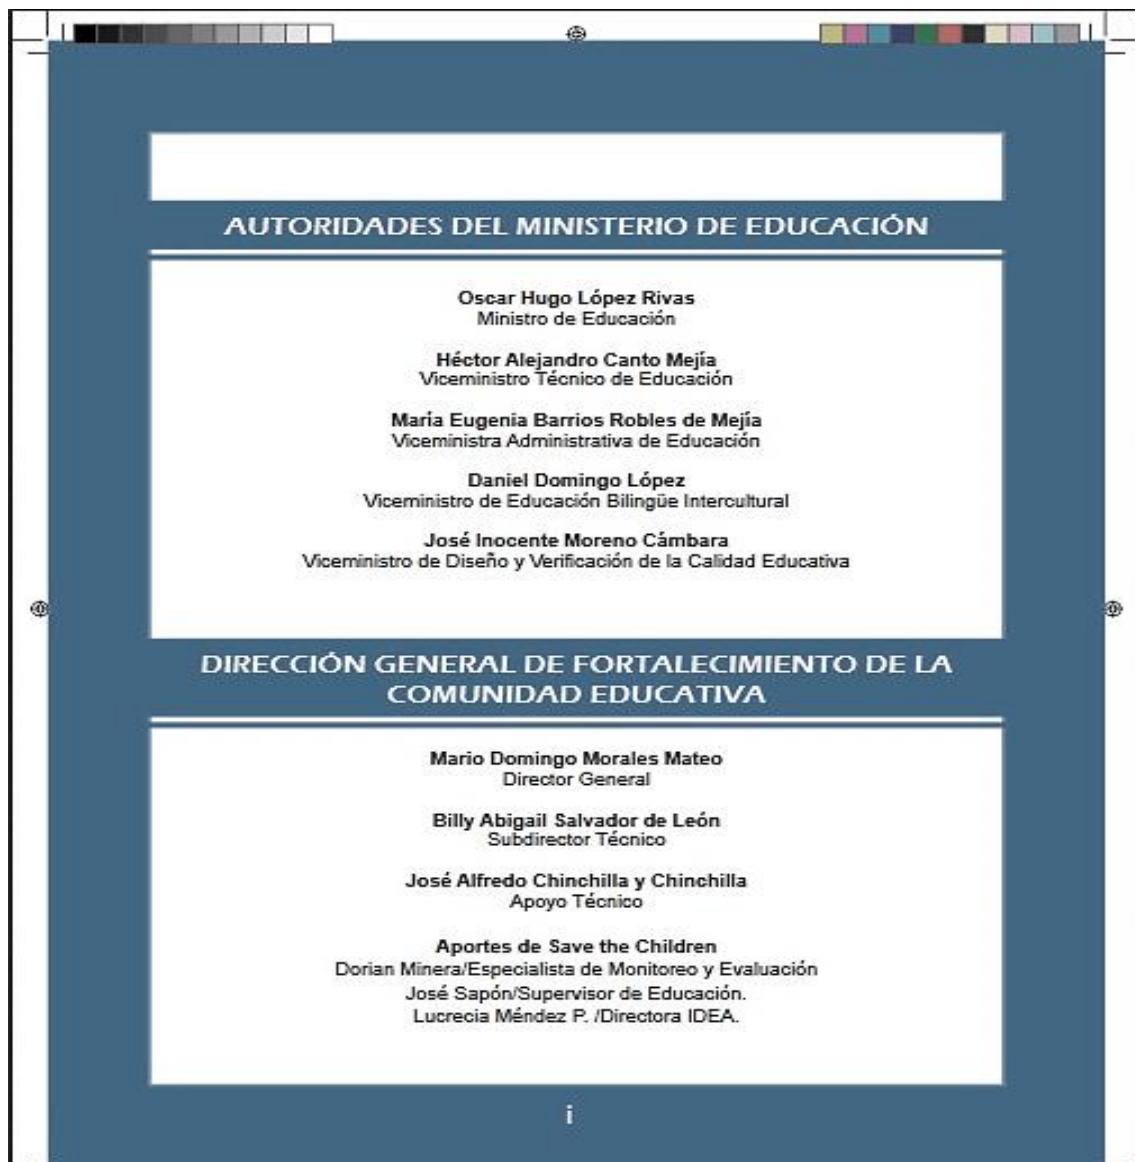 AUTORIDADES DEL MINISTERIO DE EDUCACIÓN
Oscar Hugo López Rivas
Ministro de Educación
Héctor Alejandro Canto Mejía
Viceministro Técnico de Educación
María Eugenia Barrios Robles de Mejía
Viceministra Administrativa de Educación
Daniel Domingo López
Viceministro de Educación Bilingüe Intercultural
José Inocente Moreno Cámbara
Viceministro de Diseño y Verificación de la Calidad Educativa
DIRECCIÓN GENERAL DE FORTALECIMIENTO DE LA
COMUNIDAD EDUCATIVA
Mario Domingo Morales Mateo
Director General
Billy Abigail Salvador de León
Subdirector Técnico
José Alfredo Chinchilla y Chinchilla
Apoyo Técnico
Aportes de Save the Children
Dorian Minera/Especialista de Monitoreo y Evaluación
José Sapón/Supervisor de Educación.
Lucrecia Méndez P. /Directora IDEA.
i